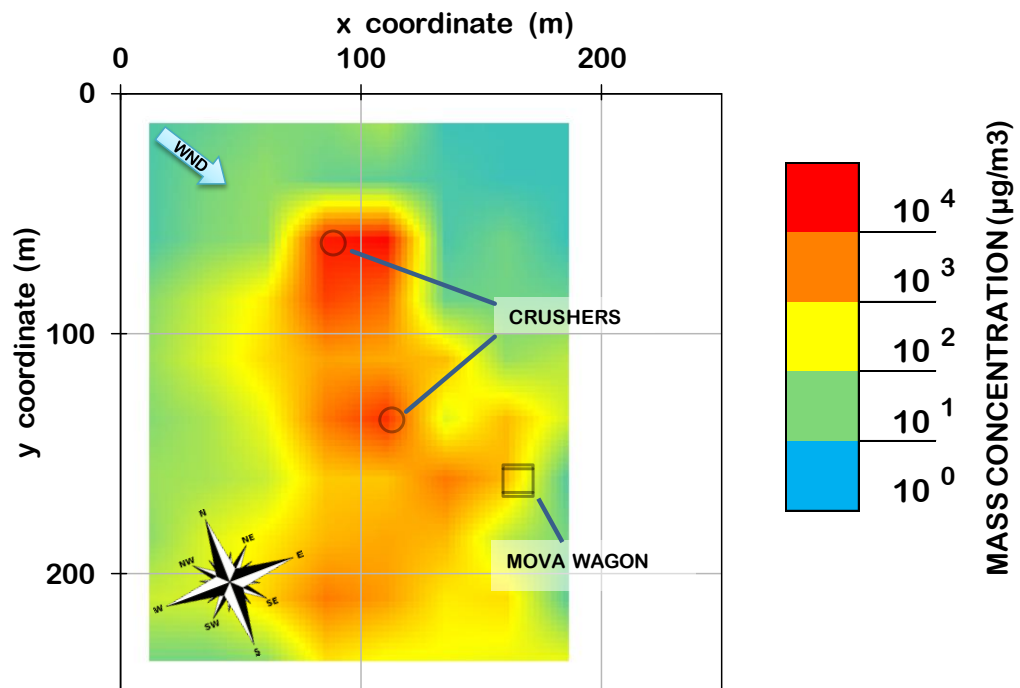 x coordinate (m)
0 100 200
0
WND
100
y coordinate (m)
200
CRUSHERS
MOVA WAGON
N
NE
E
SE
S
SW
W
NW
10 4
10 3
10 2
10 1
10 0
MASS CONCENTRATION (µg/m3)